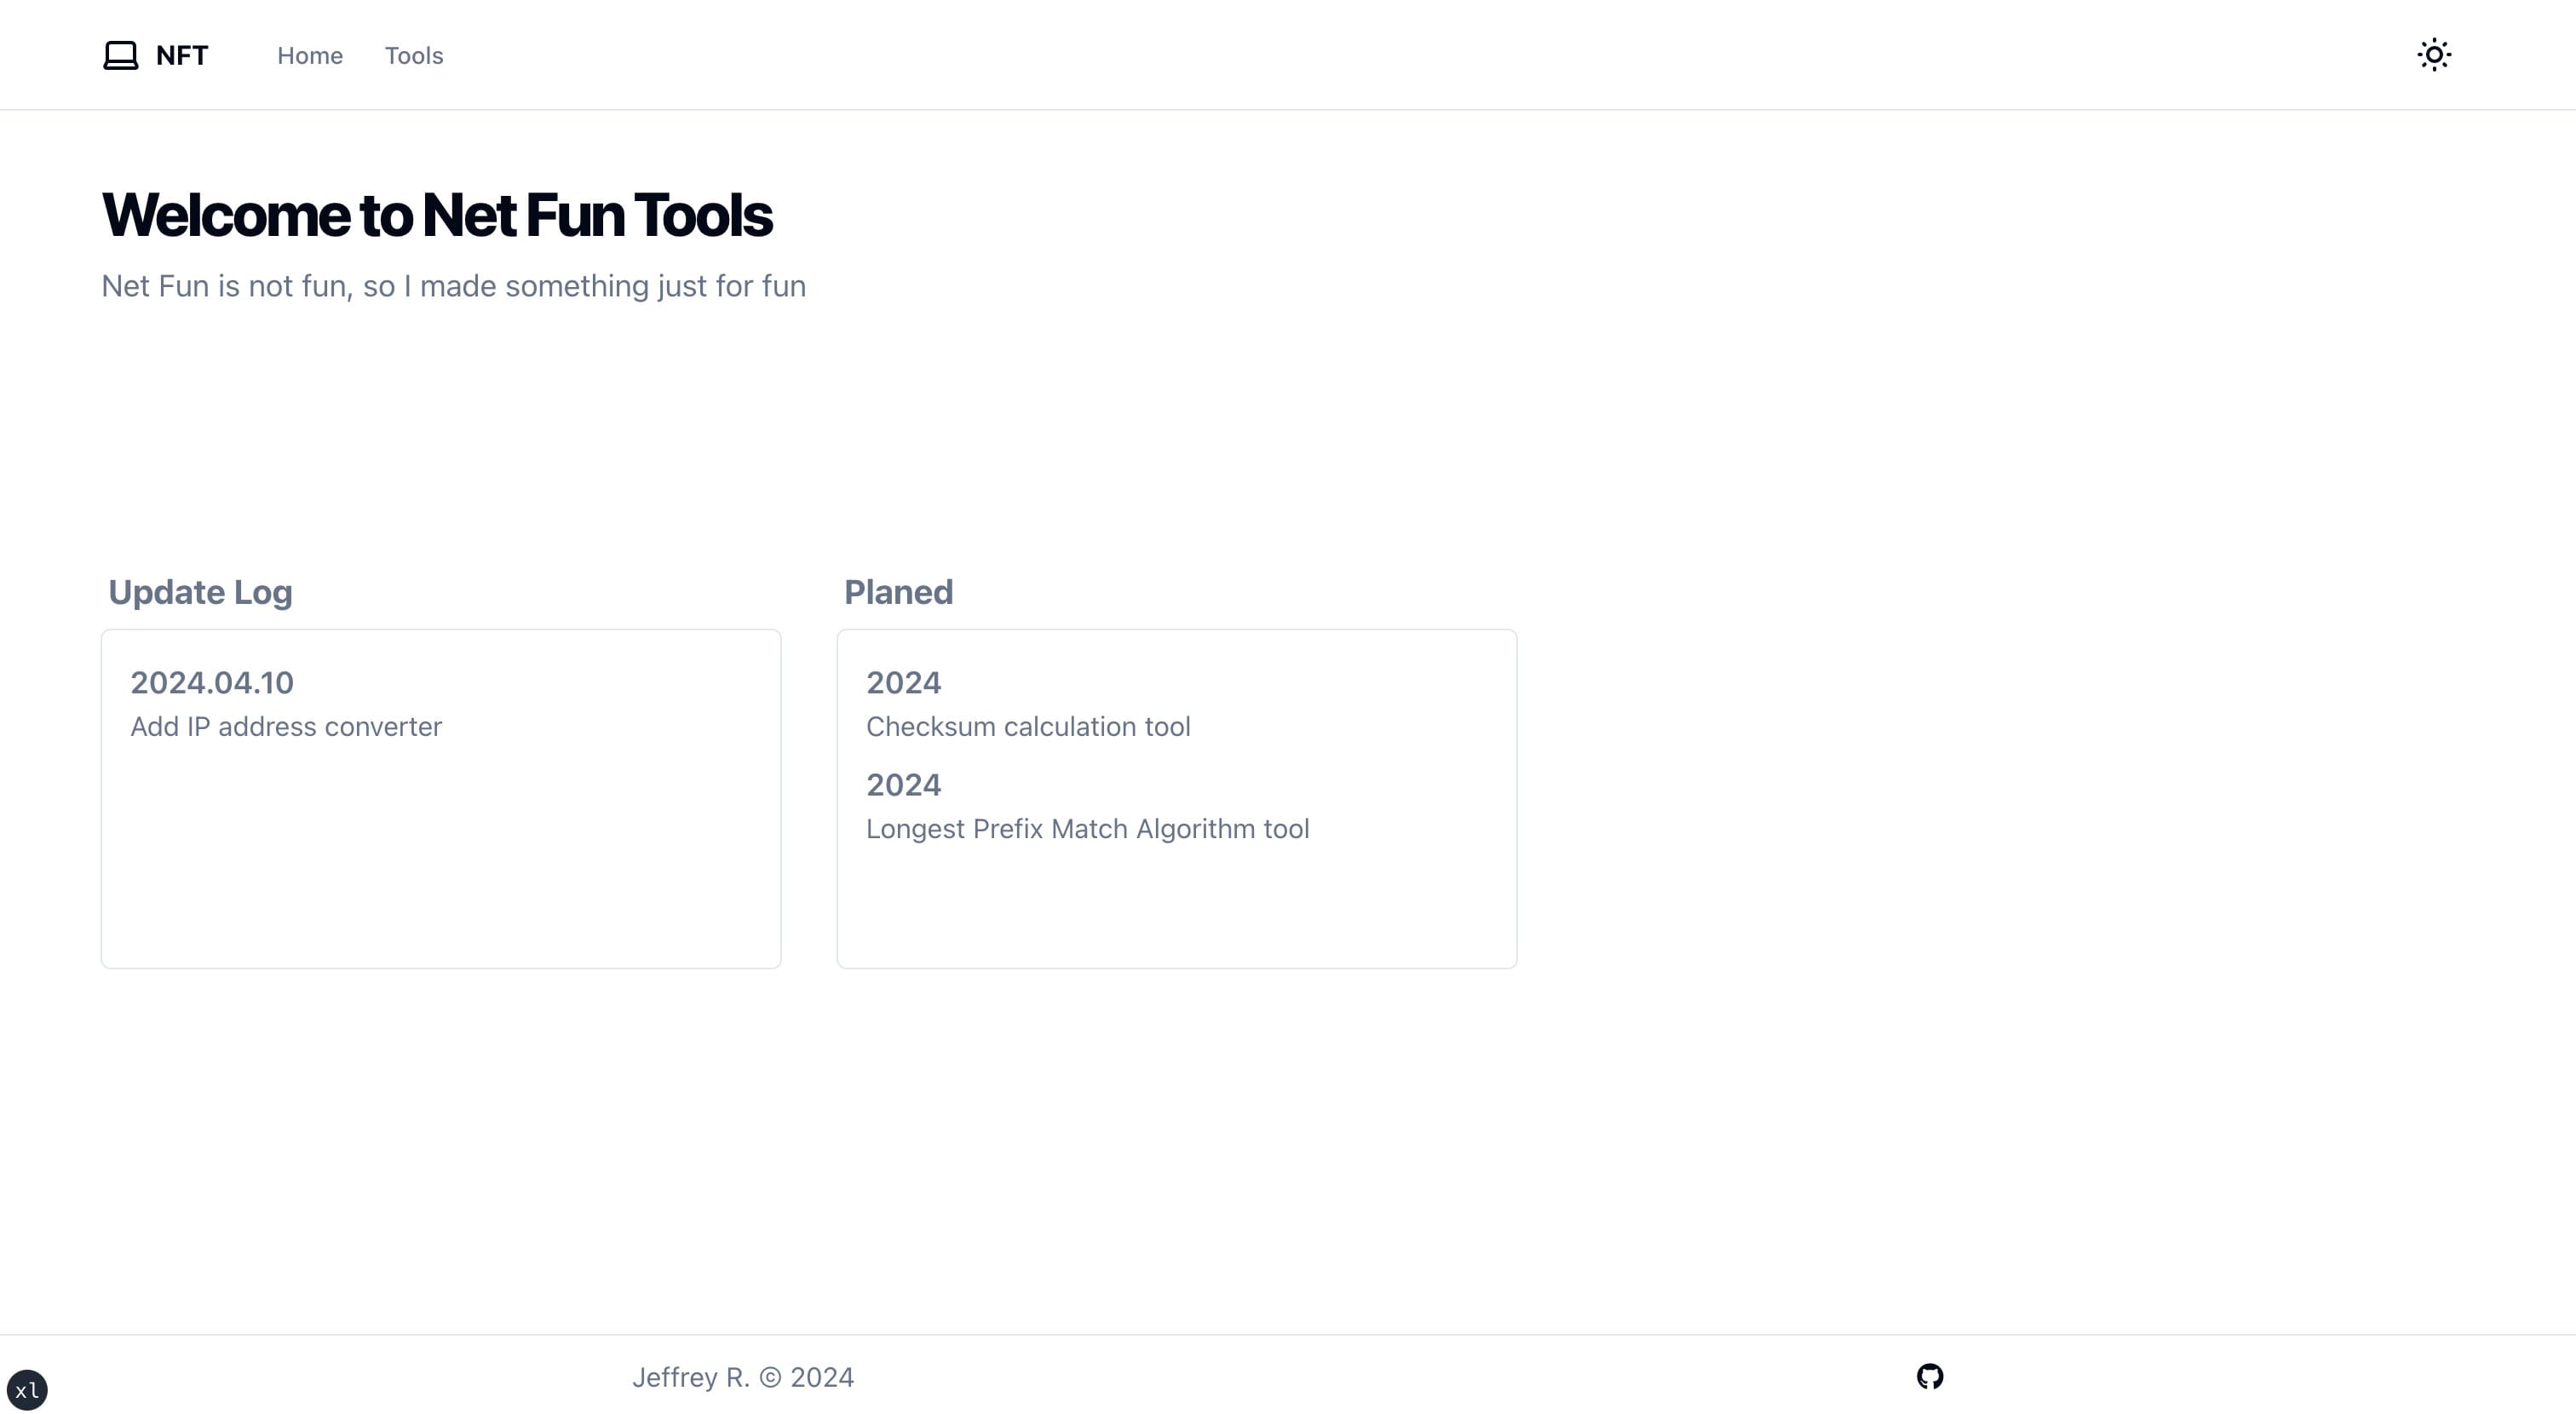 NFT Home Tools
Welcome to Net Fun Tools
Net Fun is not fun, so I made something just for fun
Update Log
2024.04.10
Add IP address converter
Planed
2024
Checksum calculation tool
2024
Longest Prefix Match Algorithm tool
Jeffrey R. © 2024
xl